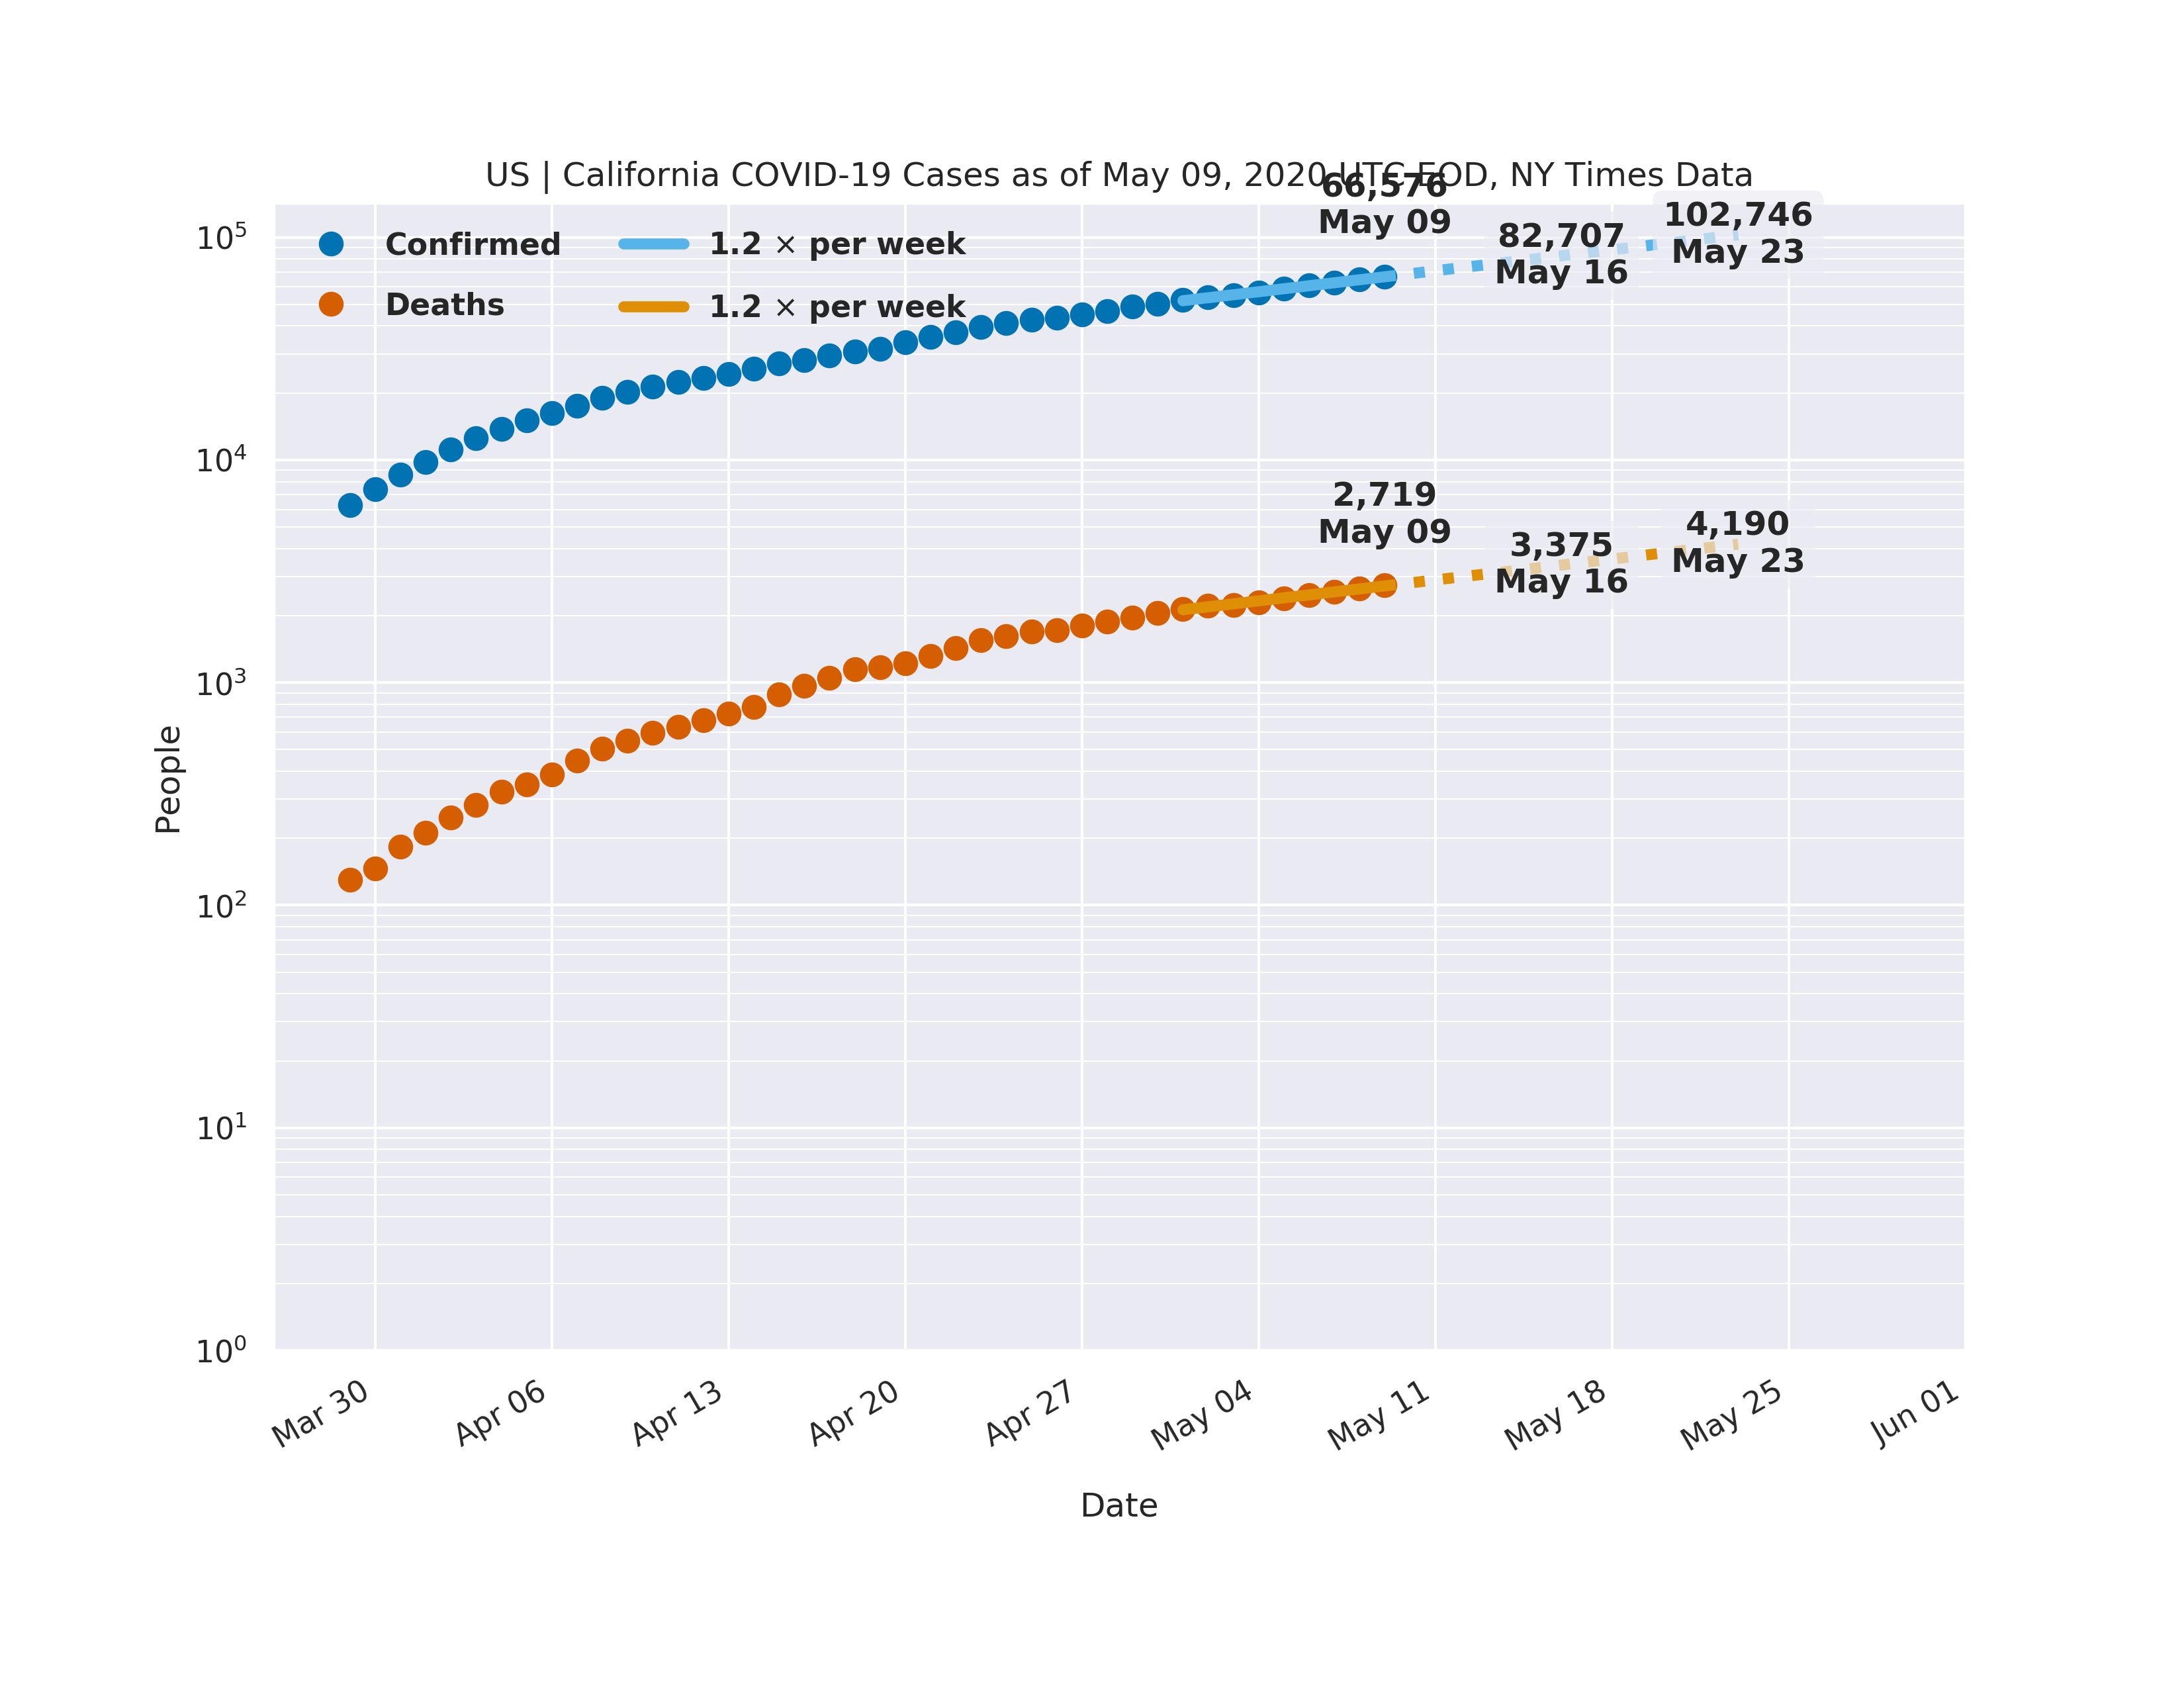 US | California COVID-19 Cases as of May 09, 2020 UTC EOD, NY Times Data
Confirmed
Deaths
1.2 × per week
1.2 × per week
66,576
May 09
82,707
May 16
102,746
May 23
2,719
May 09
3,375
May 16
4,190
May 23
People
10⁵
10⁴
10³
10²
10¹
10⁰
Mar 30
Apr 06
Apr 13
Apr 20
Apr 27
May 04
May 11
May 18
May 25
Jun 01
Date